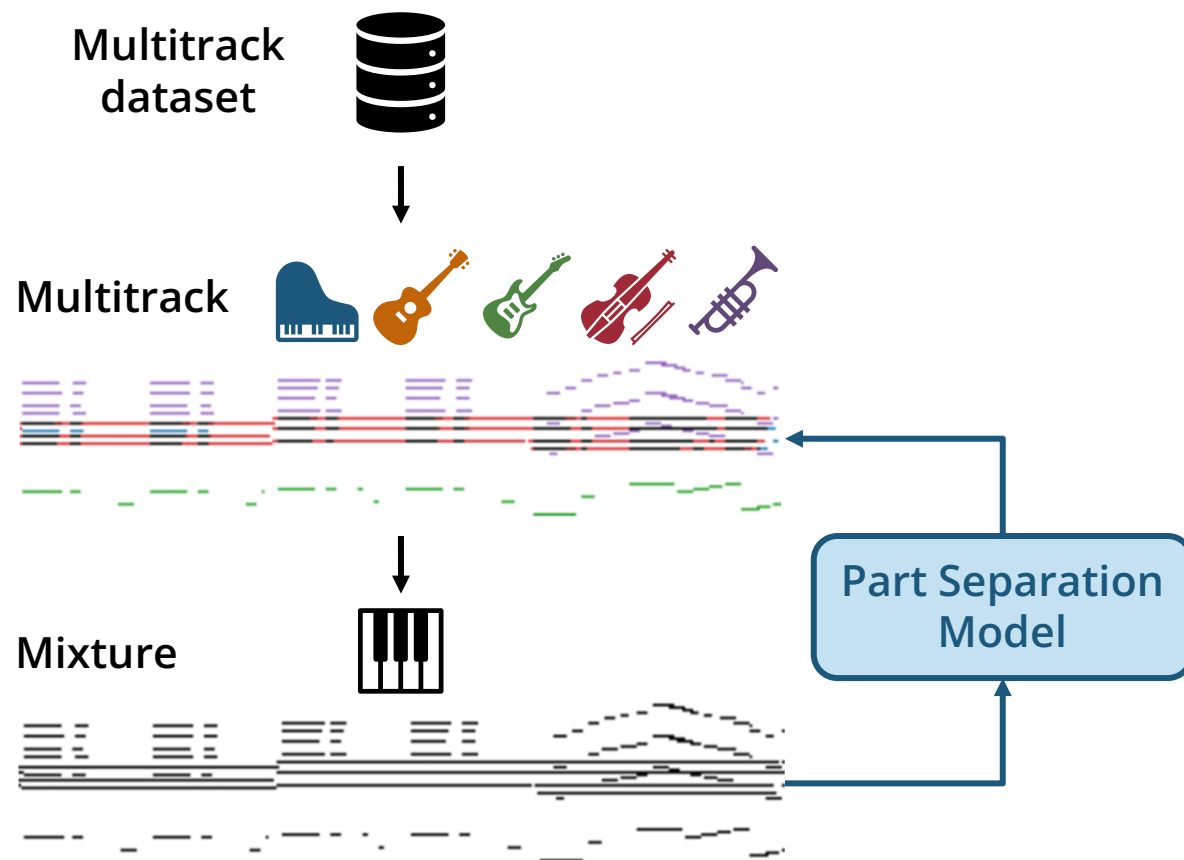 Multitrack
dataset
Multitrack
Part Separation
Model
Mixture